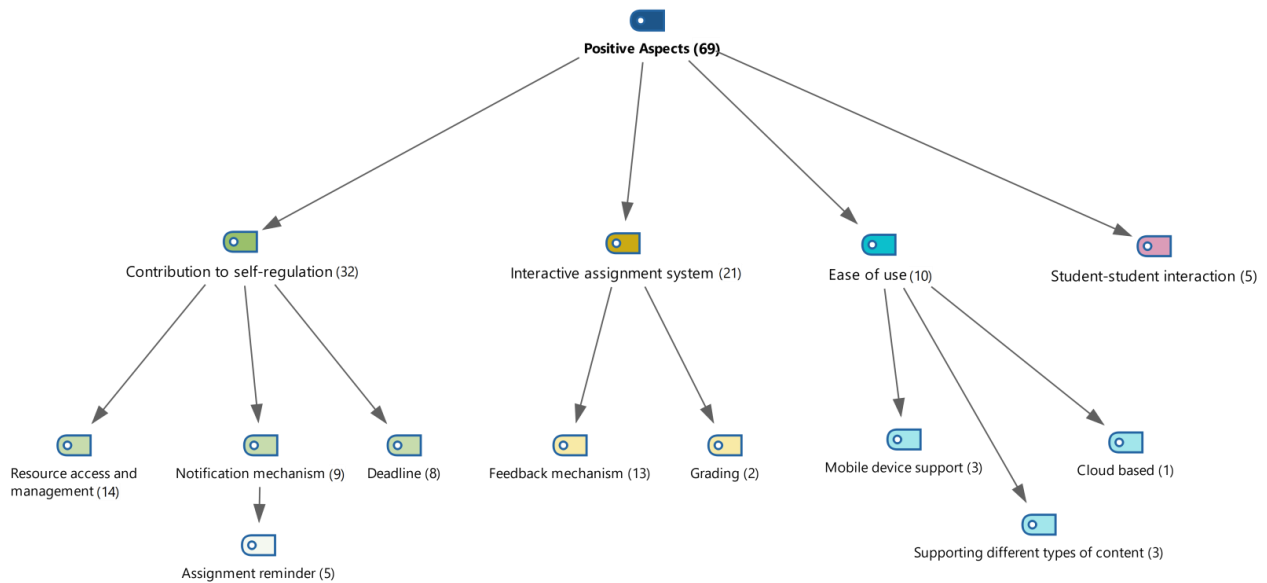 Positive Aspects (69)
Contribution to self-regulation (32)
Interactive assignment system (21)
Ease of use (10)
Student-student interaction (5)
Resource access and
management (14)
Notification mechanism (9)
Deadline (8)
Feedback mechanism (13)
Grading (2)
Mobile device support (3)
Cloud based (1)
Supporting different types of content (3)
Assignment reminder (5)